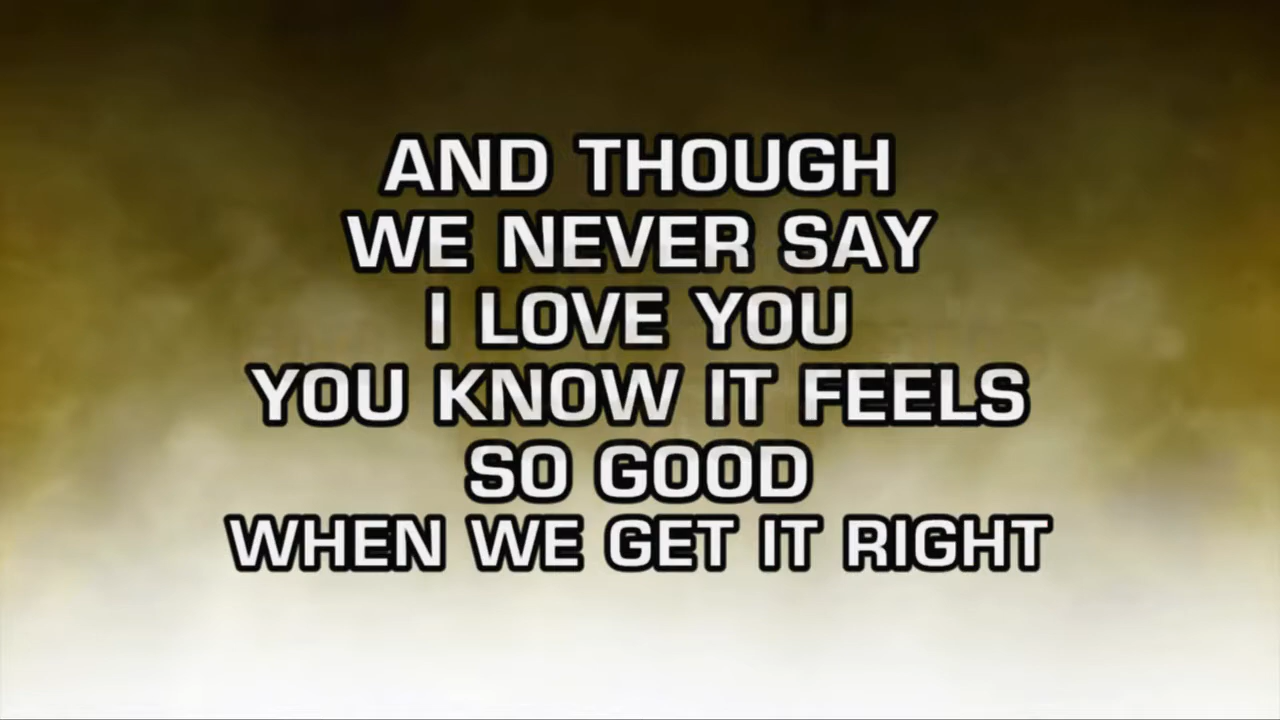 AND THOUGH
WE NEVER SAY
I LOVE YOU
YOU KNOW IT FEELS
SO GOOD
WHEN WE GET IT RIGHT